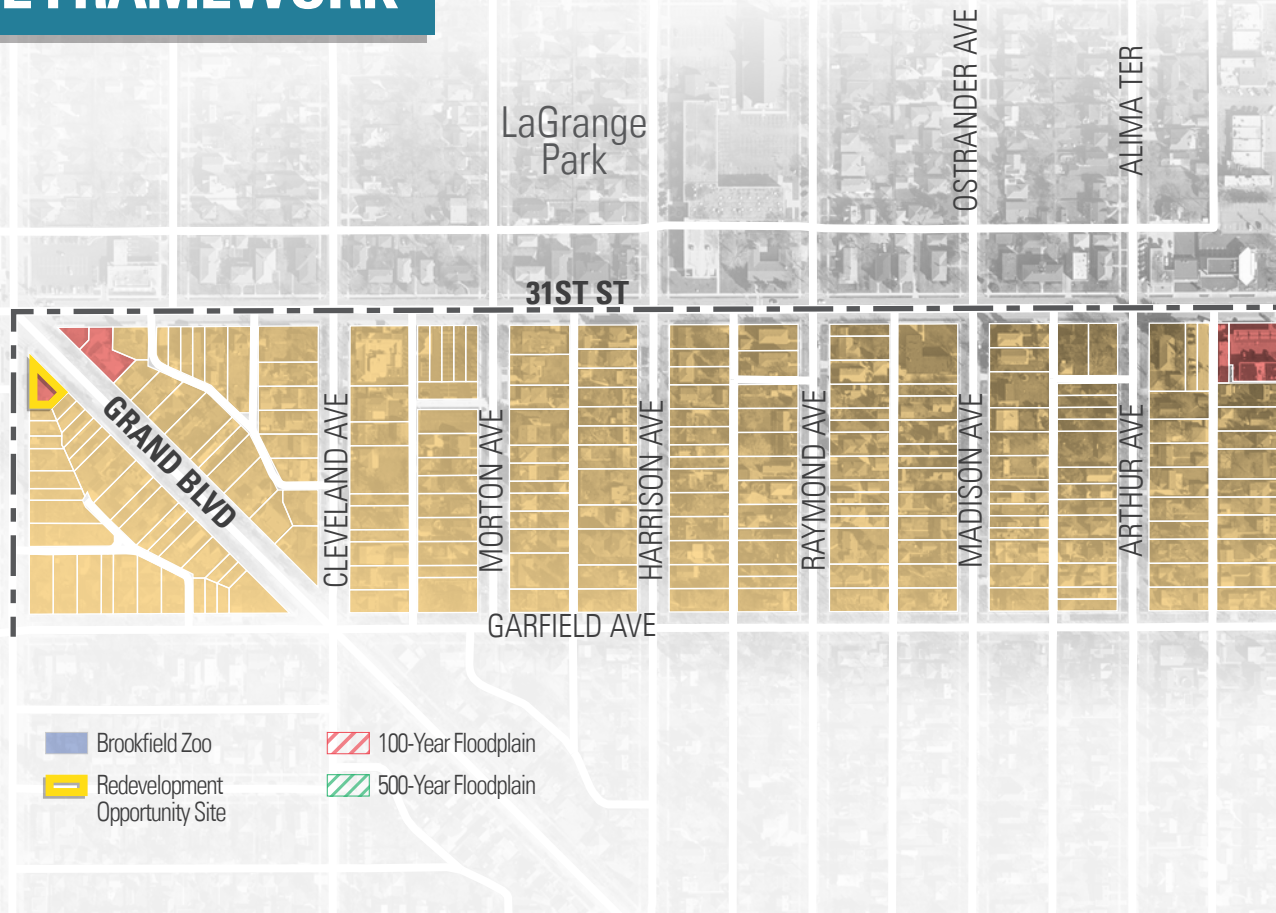 FRAMEWORK
OSTRANDER AVE
ALIMA TER
LaGrange
Park
31ST ST
GRAND BLVD
CLEVELAND AVE
MORTON AVE
HARRISON AVE
RAYMOND AVE
MADISON AVE
ARTHUR AVE
GARFIELD AVE
Brookfield Zoo
100-Year Floodplain
Redevelopment
Opportunity Site
500-Year Floodplain